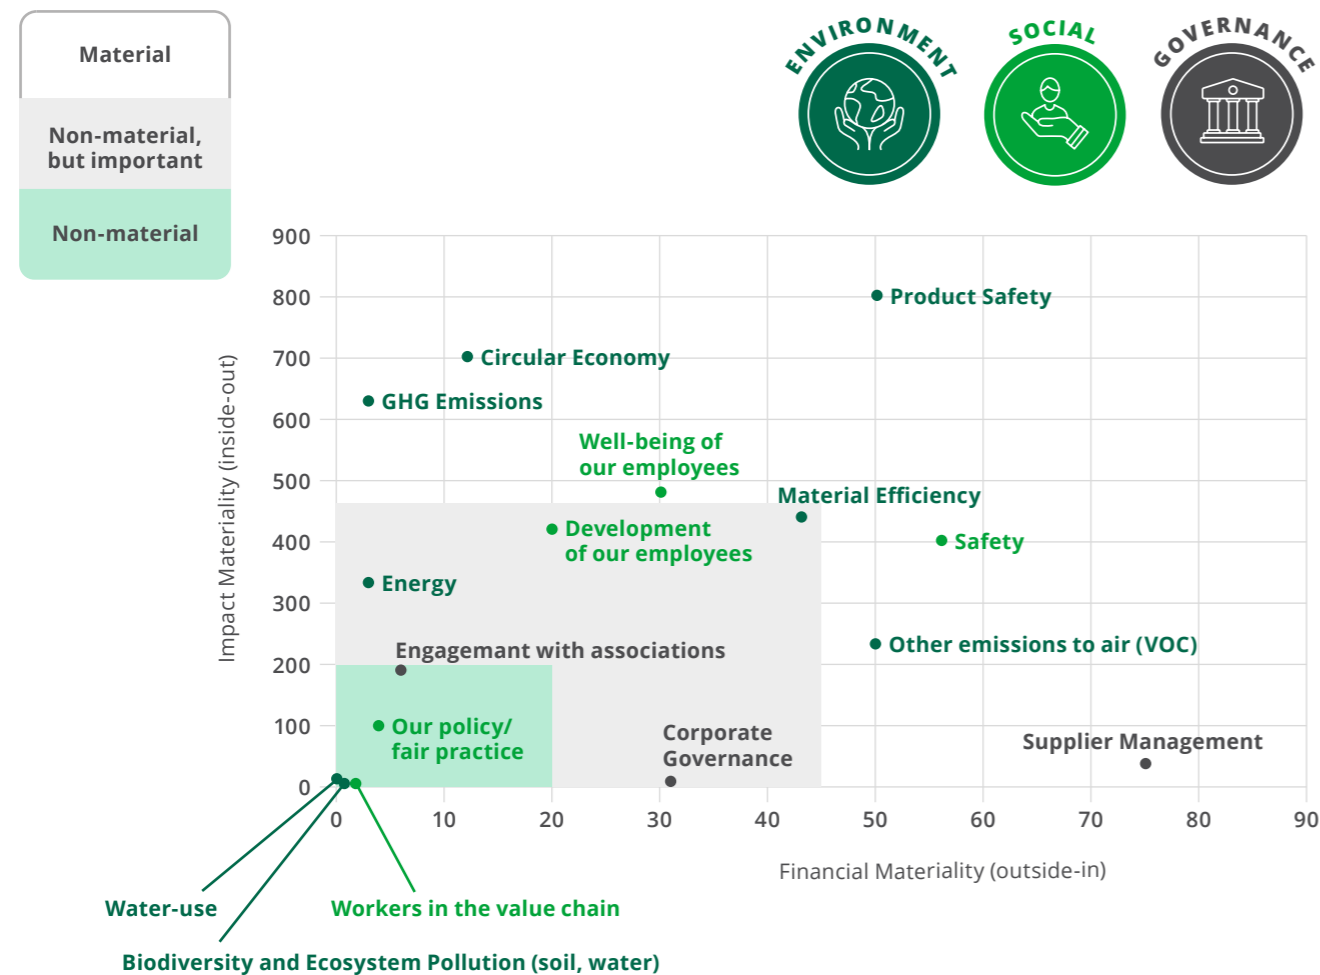 Material
Non-material,
but important
Non-material
ENVIRONMENT
SOCIAL
GOVERNANCE
Impact Materiality (inside-out)
900
800
700
600
500
400
300
200
100
0
Product Safety
Circular Economy
GHG Emissions
Well-being of
our employees
Material Efficiency
Development
of our employees
Safety
Energy
Other emissions to air (VOC)
Engagemant with associations
Our policy/
fair practice
Corporate
Governance
Supplier Management
0
10
20
30
40
50
60
70
80
90
Financial Materiality (outside-in)
Water-use
Workers in the value chain
Biodiversity and Ecosystem Pollution (soil, water)